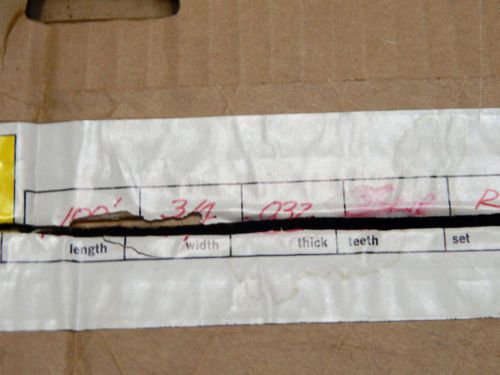 100' 3/4 .032 R
length width thick teeth set